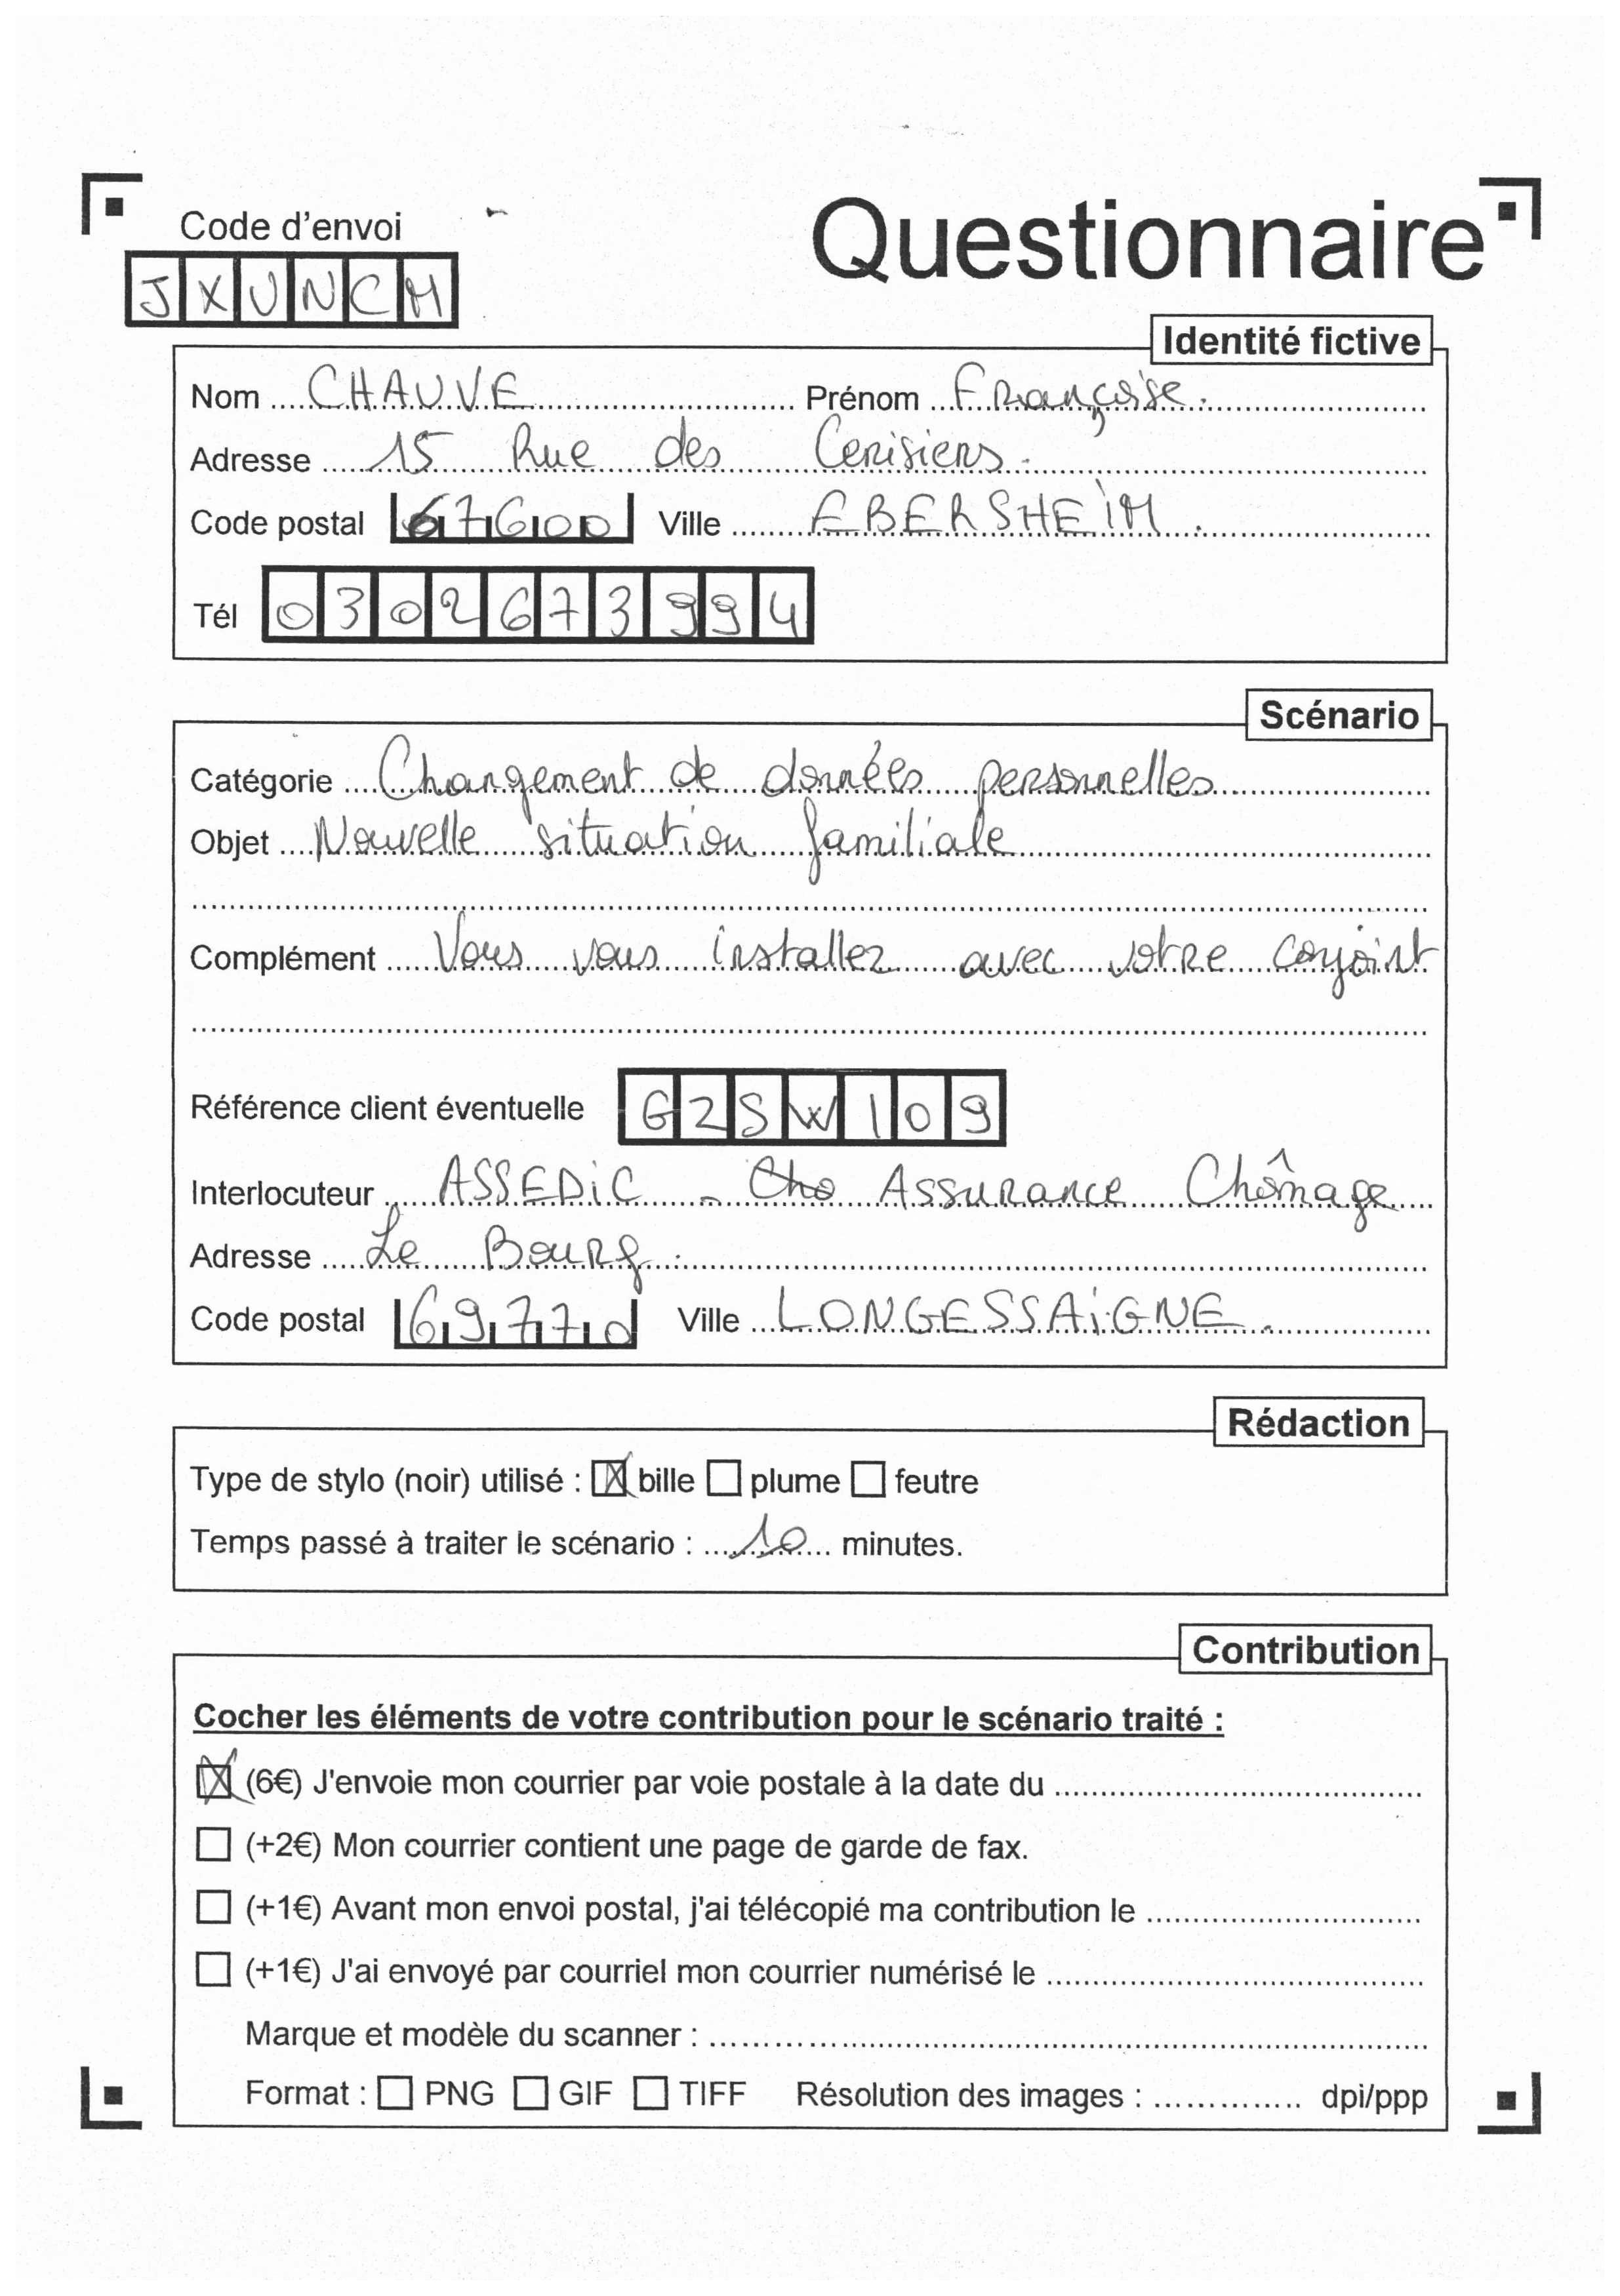 Code d'envoi
Questionnaire
JXUNCM
Identité fictive
Nom CHAUVE Prénom Françoise.
Adresse 15 Rue des Cerisiers.
Code postal 67600 Ville EBERSHEiM.
Tél 0302673994
Scénario
Catégorie Changement de données personnelles
Objet Nouvelle situation familiale
Complément Vous vous installez avec votre conjoint
Référence client éventuelle G2SW109
Interlocuteur ASSEDiC - Cho Assurance Chômage
Adresse Le Bourg.
Code postal 69770 Ville LONGESSAiGNE.
Rédaction
Type de stylo (noir) utilisé : ☒ bille ☐ plume ☐ feutre
Temps passé à traiter le scénario : 10 minutes.
Contribution
Cocher les éléments de votre contribution pour le scénario traité :
☒ (6€) J'envoie mon courrier par voie postale à la date du
☐ (+2€) Mon courrier contient une page de garde de fax.
☐ (+1€) Avant mon envoi postal, j'ai télécopié ma contribution le
☐ (+1€) J'ai envoyé par courriel mon courrier numérisé le
Marque et modèle du scanner :
Format : ☐ PNG ☐ GIF ☐ TIFF Résolution des images : dpi/ppp